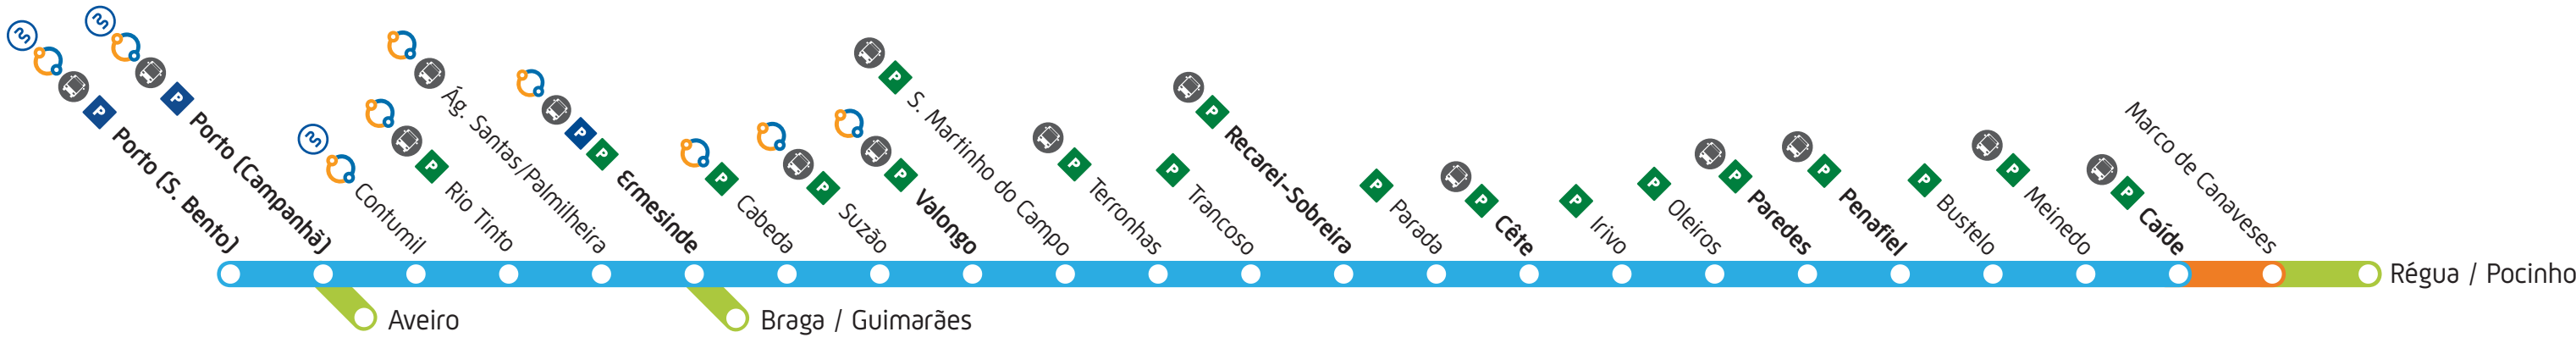 P Porto (S. Bento)
P Porto (Campanhã)
Contumil
P Rio Tinto
Ág. Santas/Palmilheira
P P Ermesinde
P Cabeda
P Suzão
P Valongo
P S. Martinho do Campo
P Terronhas
P Trancoso
P Recarei-Sobreira
P Parada
P Cête
P Irivo
P Oleiros
P Paredes
P Penafiel
P Bustelo
P Meinedo
P Caíde
Marco de Canaveses
Régua / Pocinho
Aveiro
Braga / Guimarães